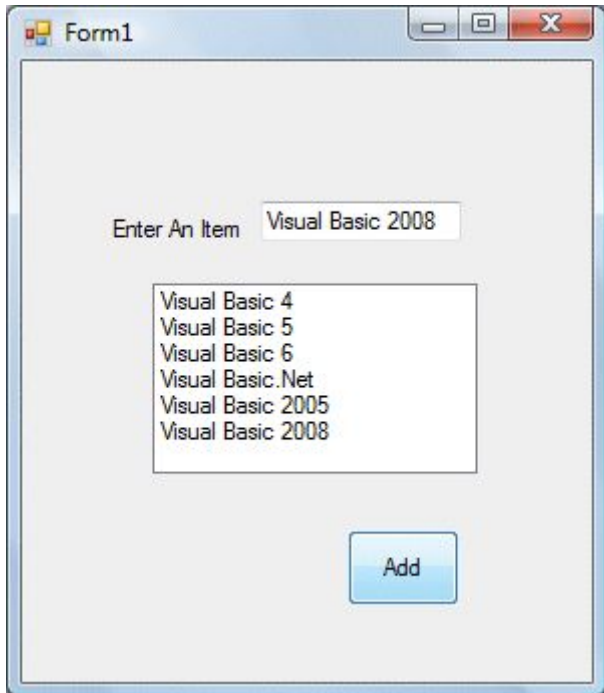 Form1
Enter An Item
Visual Basic 2008
Visual Basic 4
Visual Basic 5
Visual Basic 6
Visual Basic.Net
Visual Basic 2005
Visual Basic 2008
Add